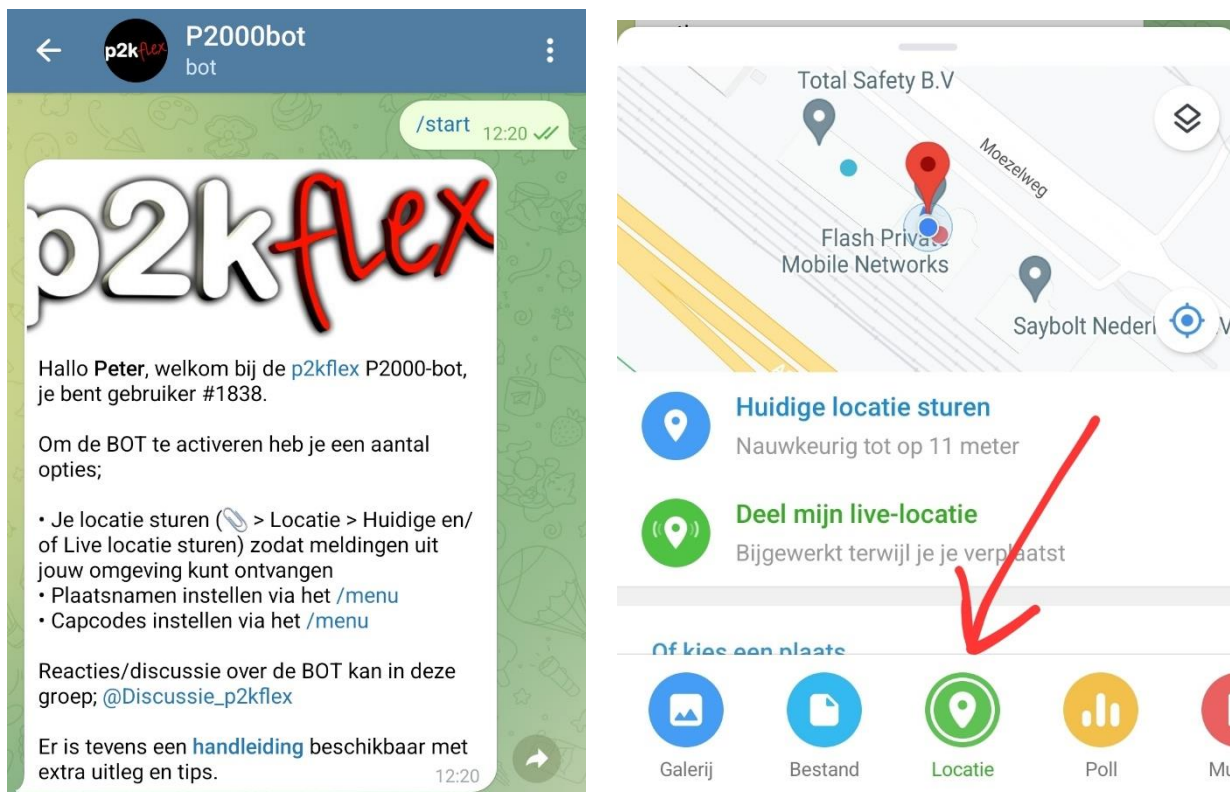 p2kflex
P2000bot
bot
/start 12:20
p2kflex
Hallo Peter, welkom bij de p2kflex P2000-bot,
je bent gebruiker #1838.
Om de BOT te activeren heb je een aantal
opties;
• Je locatie sturen (📎 > Locatie > Huidige en/
of Live locatie sturen) zodat meldingen uit
jouw omgeving kunt ontvangen
• Plaatsnamen instellen via het /menu
• Capcodes instellen via het /menu
Reacties/discussie over de BOT kan in deze
groep; @Discussie_p2kflex
Er is tevens een handleiding beschikbaar met
extra uitleg en tips.
12:20
Total Safety B.V
Moezelweg
Flash Private
Mobile Networks
Saybolt Nederl
Huidige locatie sturen
Nauwkeurig tot op 11 meter
Deel mijn live-locatie
Bijgewerkt terwijl je je verplaatst
Of kies een plaats
Galerij Bestand Locatie Poll